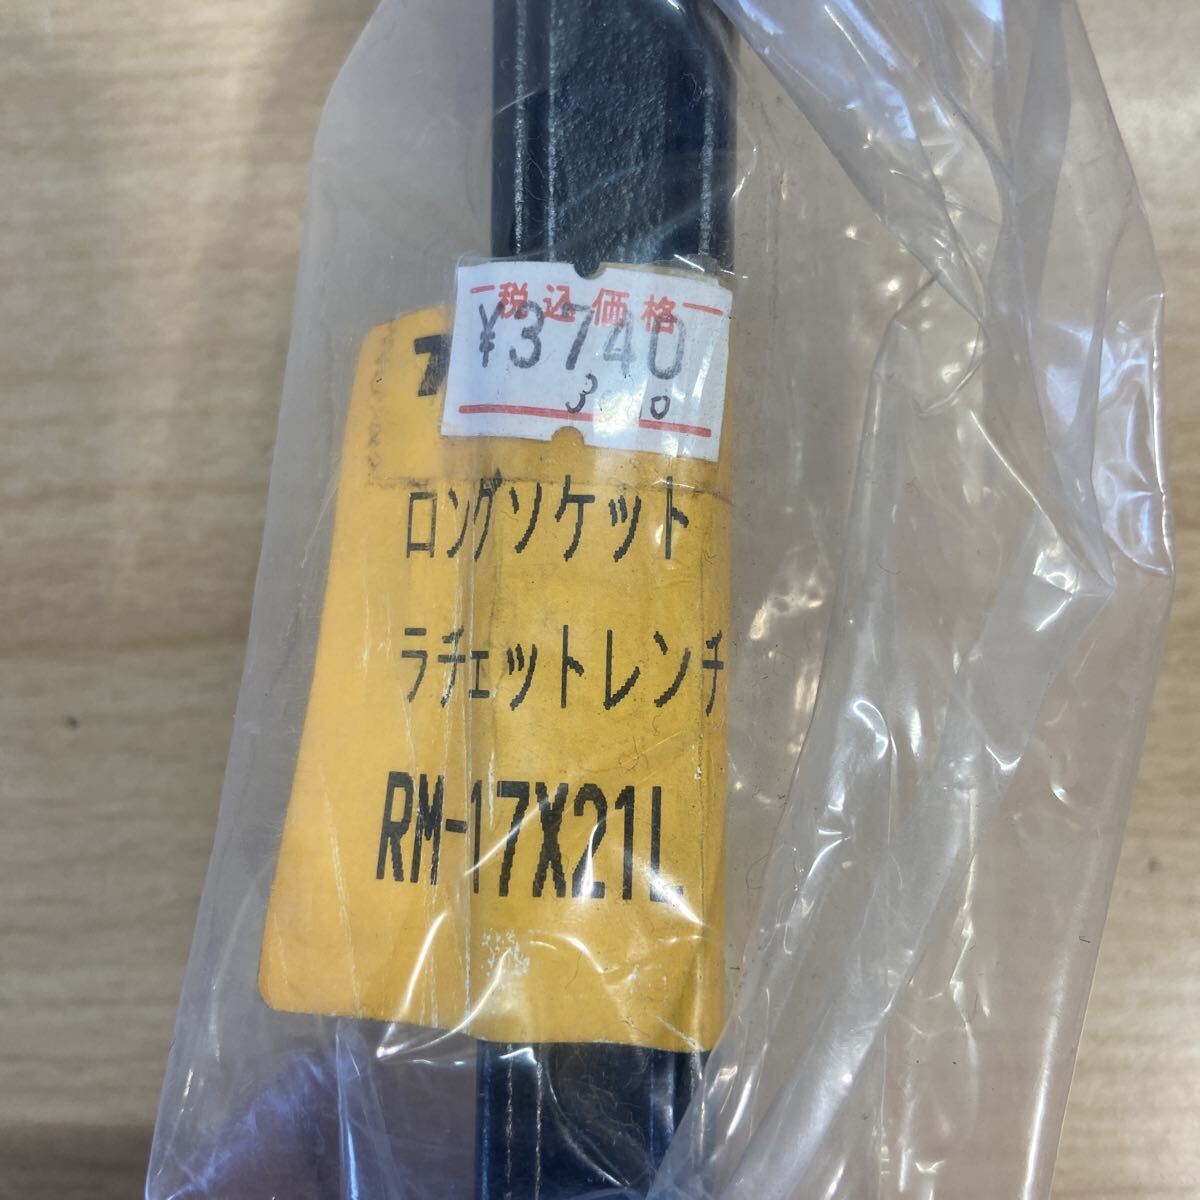 税込価格
¥3740
ロングソケット
ラチェットレンチ
RM-17X21L